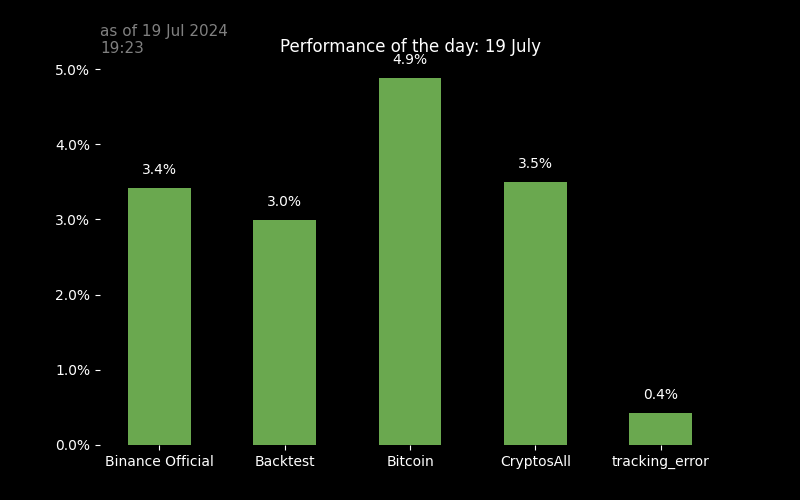 as of 19 Jul 2024
19:23
Performance of the day: 19 July
5.0%
4.0%
3.0%
2.0%
1.0%
0.0%
3.4%
3.0%
4.9%
3.5%
0.4%
Binance Official
Backtest
Bitcoin
CryptosAll
tracking_error